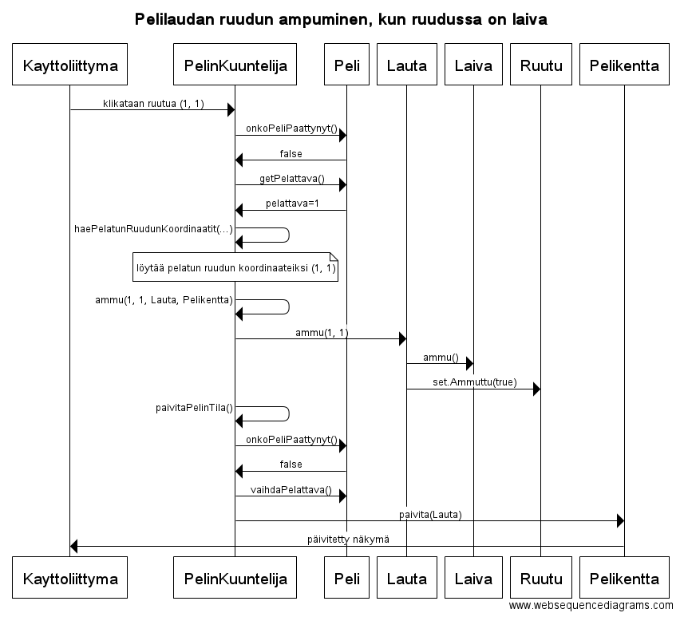 Pelilaudan ruudun ampuminen, kun ruudussa on laiva
Kayttoliittyma PelinKuuntelija Peli Lauta Laiva Ruutu Pelikentta
klikataan ruutua (1, 1)
onkoPeliPaattynyt()
false
getPelattava()
pelattava=1
haePelatunRuudunKoordinaatit(...)
löytää pelatun ruudun koordinaateiksi (1, 1)
ammu(1, 1, Lauta, Pelikentta)
ammu(1, 1)
ammu()
set.Ammuttu(true)
paivitaPelinTila()
onkoPeliPaattynyt()
false
vaihdaPelattava()
paivita(Lauta)
päivitetty näkymä
Kayttoliittyma PelinKuuntelija Peli Lauta Laiva Ruutu Pelikentta
www.websequencediagrams.com